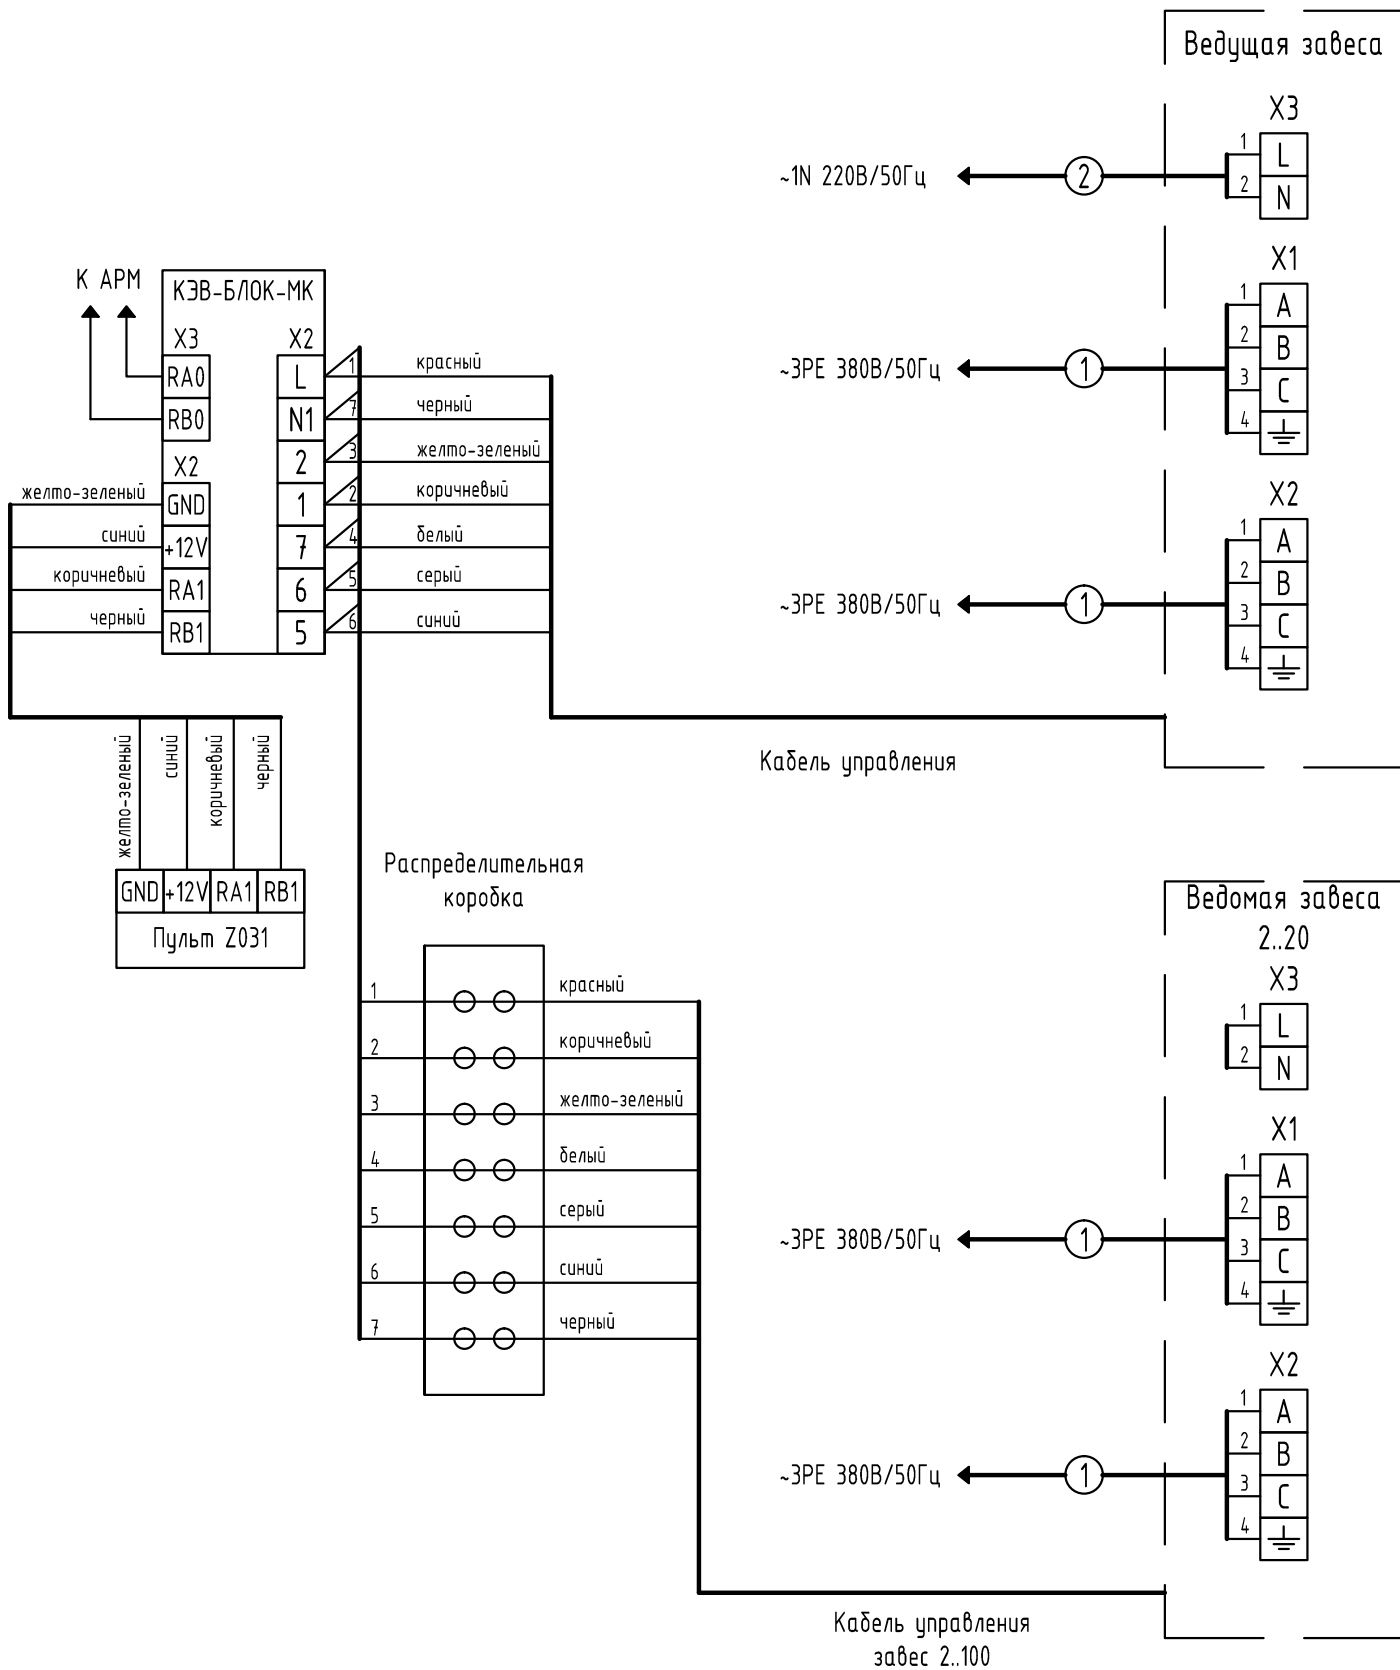 Ведущая завеса
X3
1 L
2 N
~1N 220В/50Гц
2
X1
1 A
2 B
3 C
4
~3PE 380В/50Гц
1
X2
1 A
2 B
3 C
4
~3PE 380В/50Гц
1
К АРМ
КЭВ-БЛОК-МК
X3
RA0
RB0
X2
GND
+12V
RA1
RB1
X2
L
N1
2
1
7
6
5
1
7
3
2
4
5
6
красный
черный
желто-зеленый
коричневый
белый
серый
синий
желто-зеленый
синий
коричневый
черный
Кабель управления
желто-зеленый
синий
коричневый
черный
GND +12V RA1 RB1
Пульт Z031
Распределительная
коробка
1 красный
2 коричневый
3 желто-зеленый
4 белый
5 серый
6 синий
7 черный
Ведомая завеса
2..20
X3
1 L
2 N
X1
1 A
2 B
3 C
4
~3PE 380В/50Гц
1
X2
1 A
2 B
3 C
4
~3PE 380В/50Гц
1
Кабель управления
завес 2..100